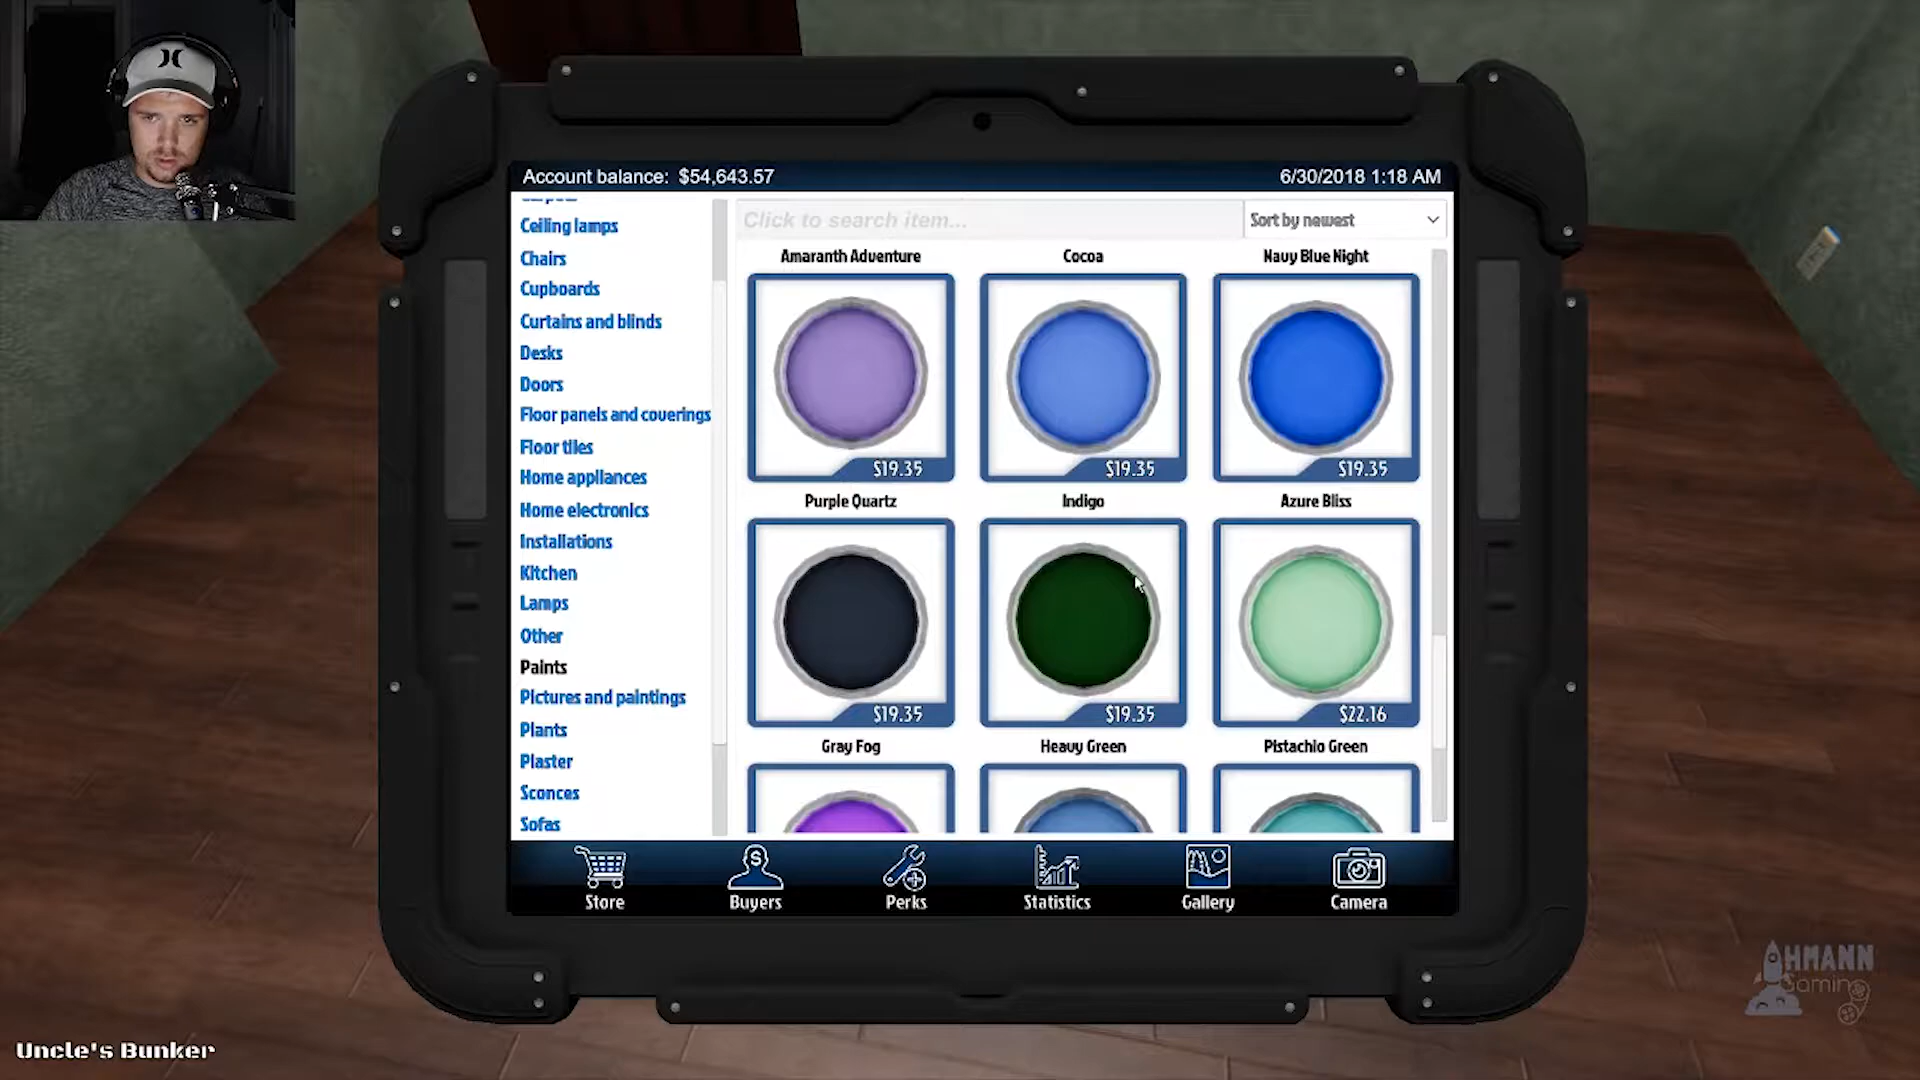 Account balance: $54,643.57
6/30/2018 1:18 AM
Click to search item...
Sort by newest
Ceiling lamps
Chairs
Cupboards
Curtains and blinds
Desks
Doors
Floor panels and coverings
Floor tiles
Home appliances
Home electronics
Installations
Kitchen
Lamps
Other
Paints
Pictures and paintings
Plants
Plaster
Sconces
Sofas
Amaranth Adventure
Cocoa
Navy Blue Night
$19.35
$19.35
$19.35
Purple Quartz
Indigo
Azure Bliss
$19.35
$19.35
$22.16
Gray Fog
Heavy Green
Pistachio Green
Store
Buyers
Perks
Statistics
Gallery
Camera
AHMANN
Gaming
Uncle's Bunker